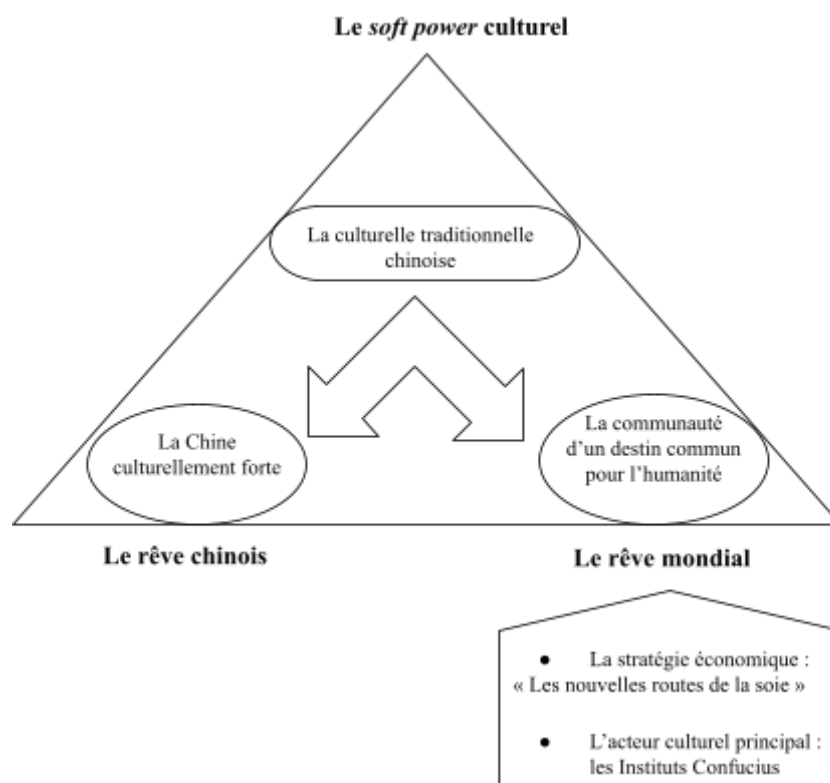 Le soft power culturel
La culturelle traditionnelle
chinoise
La Chine
culturellement forte
La communauté
d’un destin commun
pour l’humanité
Le rêve chinois
Le rêve mondial
● La stratégie économique :
« Les nouvelles routes de la soie »
● L’acteur culturel principal :
les Instituts Confucius